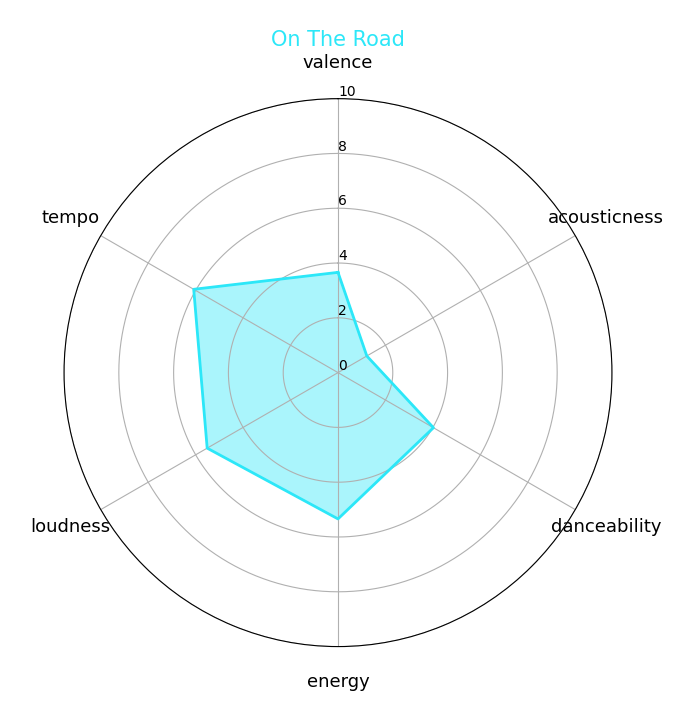 On The Road
valence
10
8
6
4
2
0
tempo
acousticness
loudness
danceability
energy